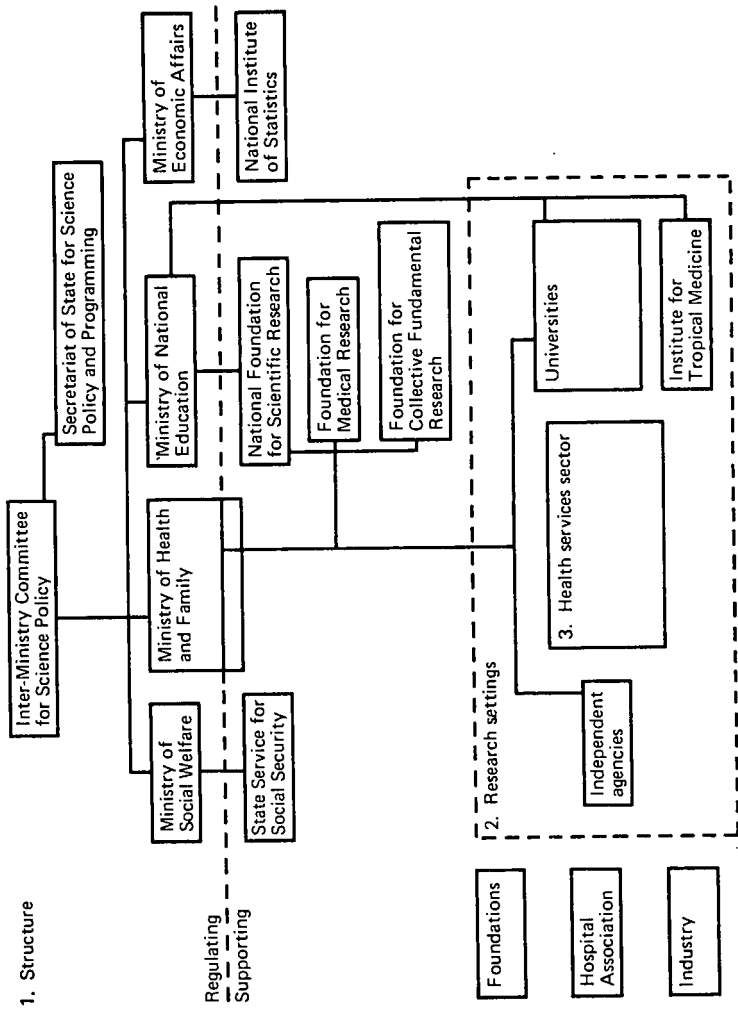 1. Structure
Inter-Ministry Committee
for Science Policy
Secretariat of State for Science
Policy and Programming
Ministry of
Social Welfare
Ministry of Health
and Family
'Ministry of National
Education
Ministry of
Economic Affairs
Regulating
Supporting
State Service for
Social Security
National Foundation
for Scientific Research
National Institute
of Statistics
Foundation for
Medical Research
Foundation for
Collective Fundamental
Research
2. Research settings
Foundations
Hospital
Association
Industry
Independent
agencies
3. Health services sector
Universities
Institute for
Tropical Medicine